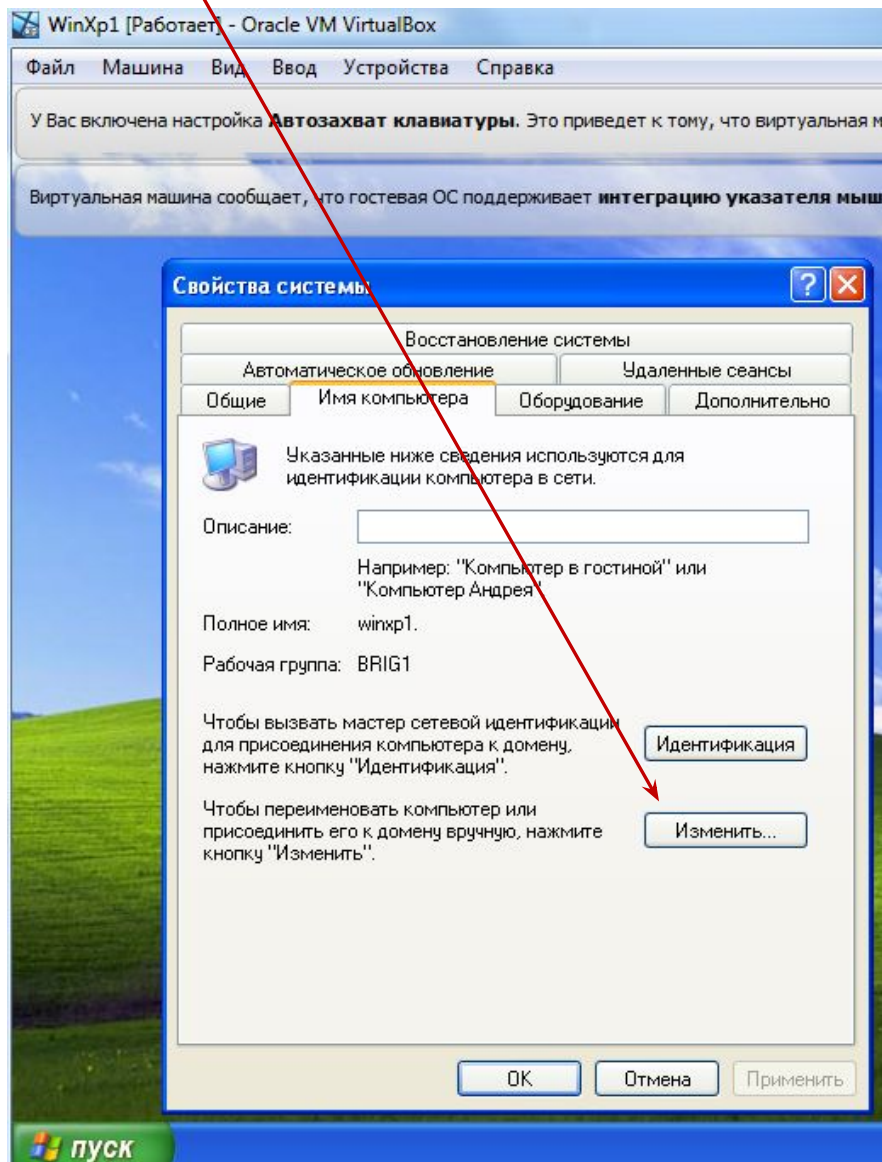 WinXp1 [Работает] - Oracle VM VirtualBox
Файл Машина Вид Ввод Устройства Справка
У Вас включена настройка Автозахват клавиатуры. Это приведет к тому, что виртуальная м
Виртуальная машина сообщает, что гостевая ОС поддерживает интеграцию указателя мыш
Свойства системы
Восстановление системы
Автоматическое обновление Удаленные сеансы
Общие Имя компьютера Оборудование Дополнительно
Указанные ниже сведения используются для
идентификации компьютера в сети.
Описание:
Например: "Компьютер в гостиной" или
"Компьютер Андрея"
Полное имя: winxp1.
Рабочая группа: BRIG1
Чтобы вызвать мастер сетевой идентификации
для присоединения компьютера к домену,
нажмите кнопку "Идентификация".
Идентификация
Чтобы переименовать компьютер или
присоединить его к домену вручную, нажмите
кнопку "Изменить".
Изменить...
OK Отмена Применить
пуск